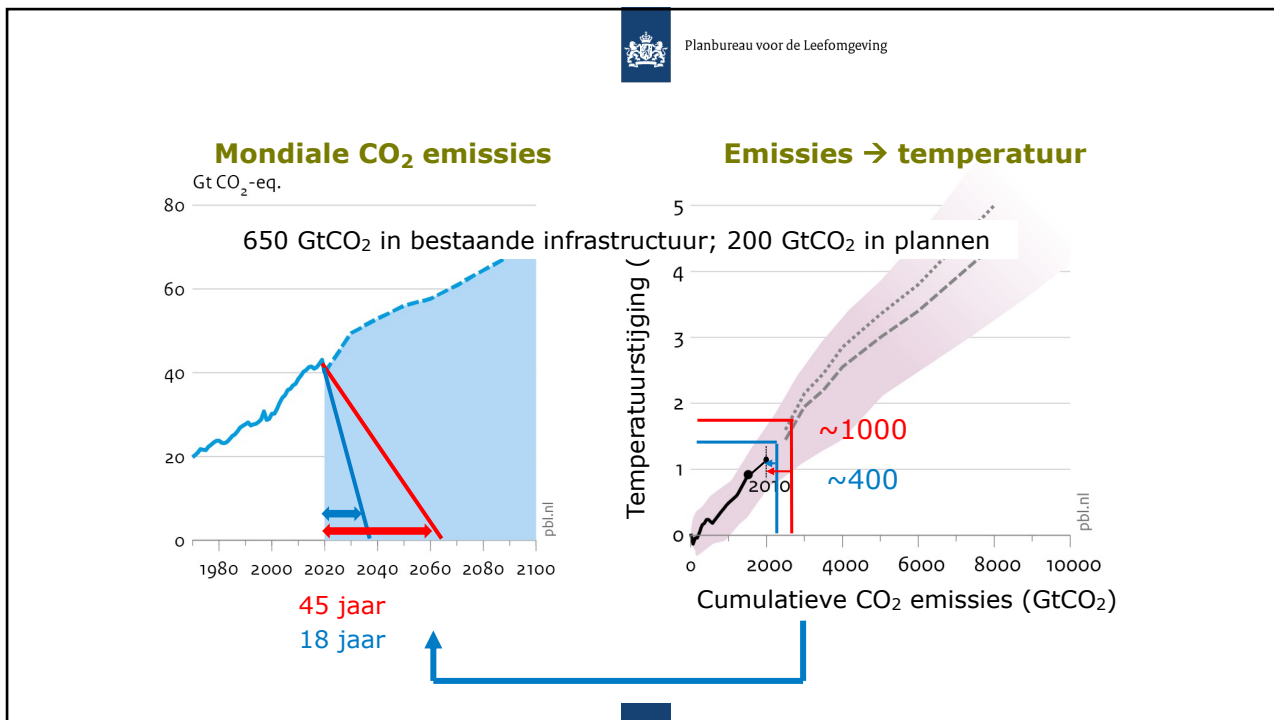 Planbureau voor de Leefomgeving
Mondiale CO₂ emissies
Gt CO₂-eq.
80
60
40
20
0
1980 2000 2020 2040 2060 2080 2100
pbl.nl
45 jaar
18 jaar
650 GtCO₂ in bestaande infrastructuur; 200 GtCO₂ in plannen
Emissies → temperatuur
Temperatuurstijging (
5
4
3
2
1
0
~1000
~400
2010
pbl.nl
0 2000 4000 6000 8000 10000
Cumulatieve CO₂ emissies (GtCO₂)